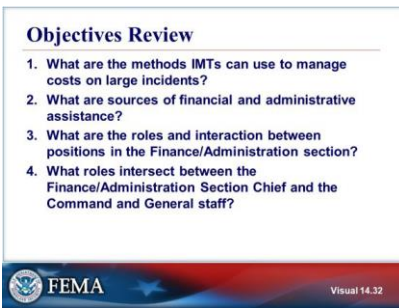 Objectives Review
1. What are the methods IMTs can use to manage
costs on large incidents?
2. What are sources of financial and administrative
assistance?
3. What are the roles and interaction between
positions in the Finance/Administration section?
4. What roles intersect between the
Finance/Administration Section Chief and the
Command and General staff?
FEMA
Visual 14.32